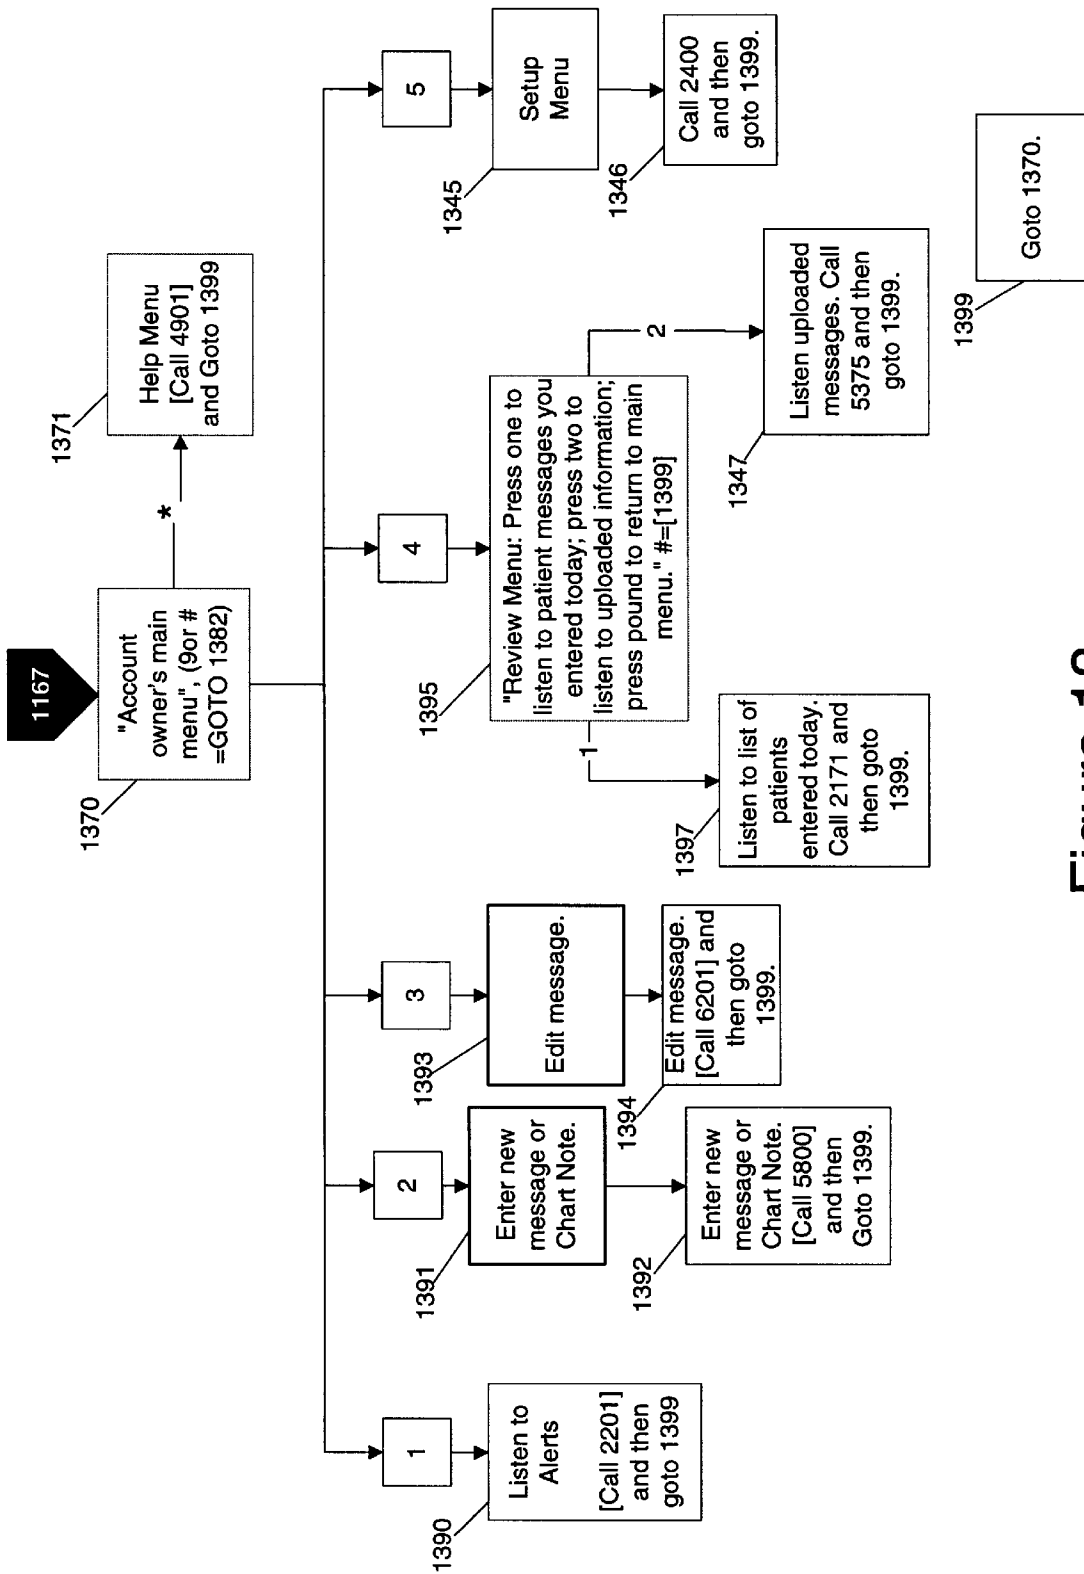 1167
1370
"Account
owner's main
menu", (9or #
=GOTO 1382)
*
1371
Help Menu
[Call 4901]
and Goto 1399
1
1390
Listen to
Alerts
[Call 2201]
and then
goto 1399
2
1391
Enter new
message or
Chart Note.
1392
Enter new
message or
Chart Note.
[Call 5800]
and then
Goto 1399.
3
1393
Edit message.
1394
Edit message.
[Call 6201] and
then goto
1399.
4
1395
"Review Menu: Press one to
listen to patient messages you
entered today; press two to
listen to uploaded information;
press pound to return to main
menu." #=[1399]
1
1397
Listen to list of
patients
entered today.
Call 2171 and
then goto
1399.
2
1347
Listen uploaded
messages. Call
5375 and then
goto 1399.
5
1345
Setup
Menu
1346
Call 2400
and then
goto 1399.
1399
Goto 1370.